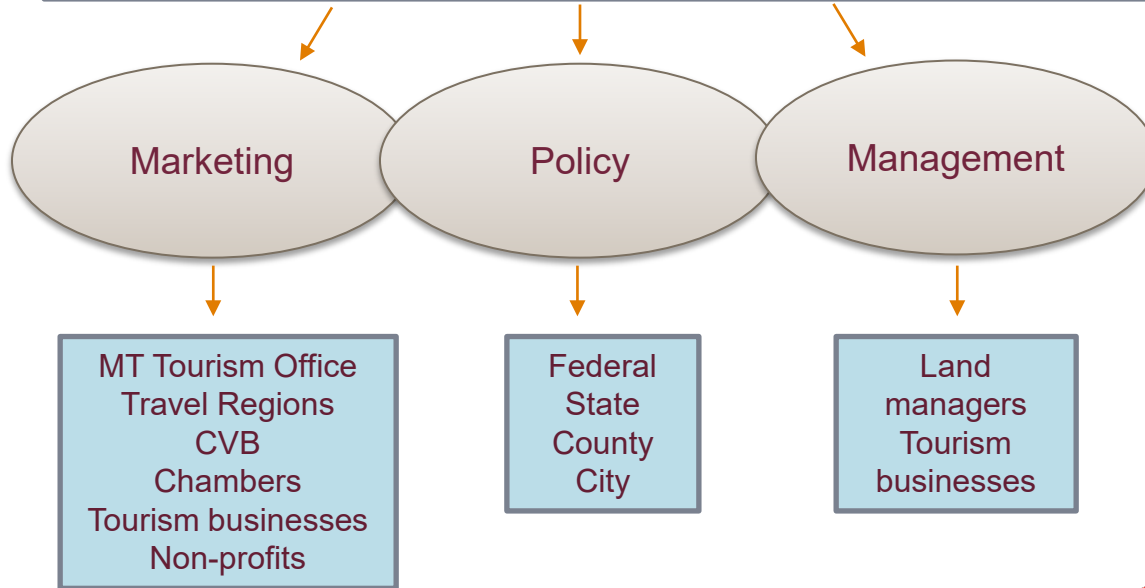 Marketing
Policy
Management
MT Tourism Office
Travel Regions
CVB
Chambers
Tourism businesses
Non-profits
Federal
State
County
City
Land
managers
Tourism
businesses